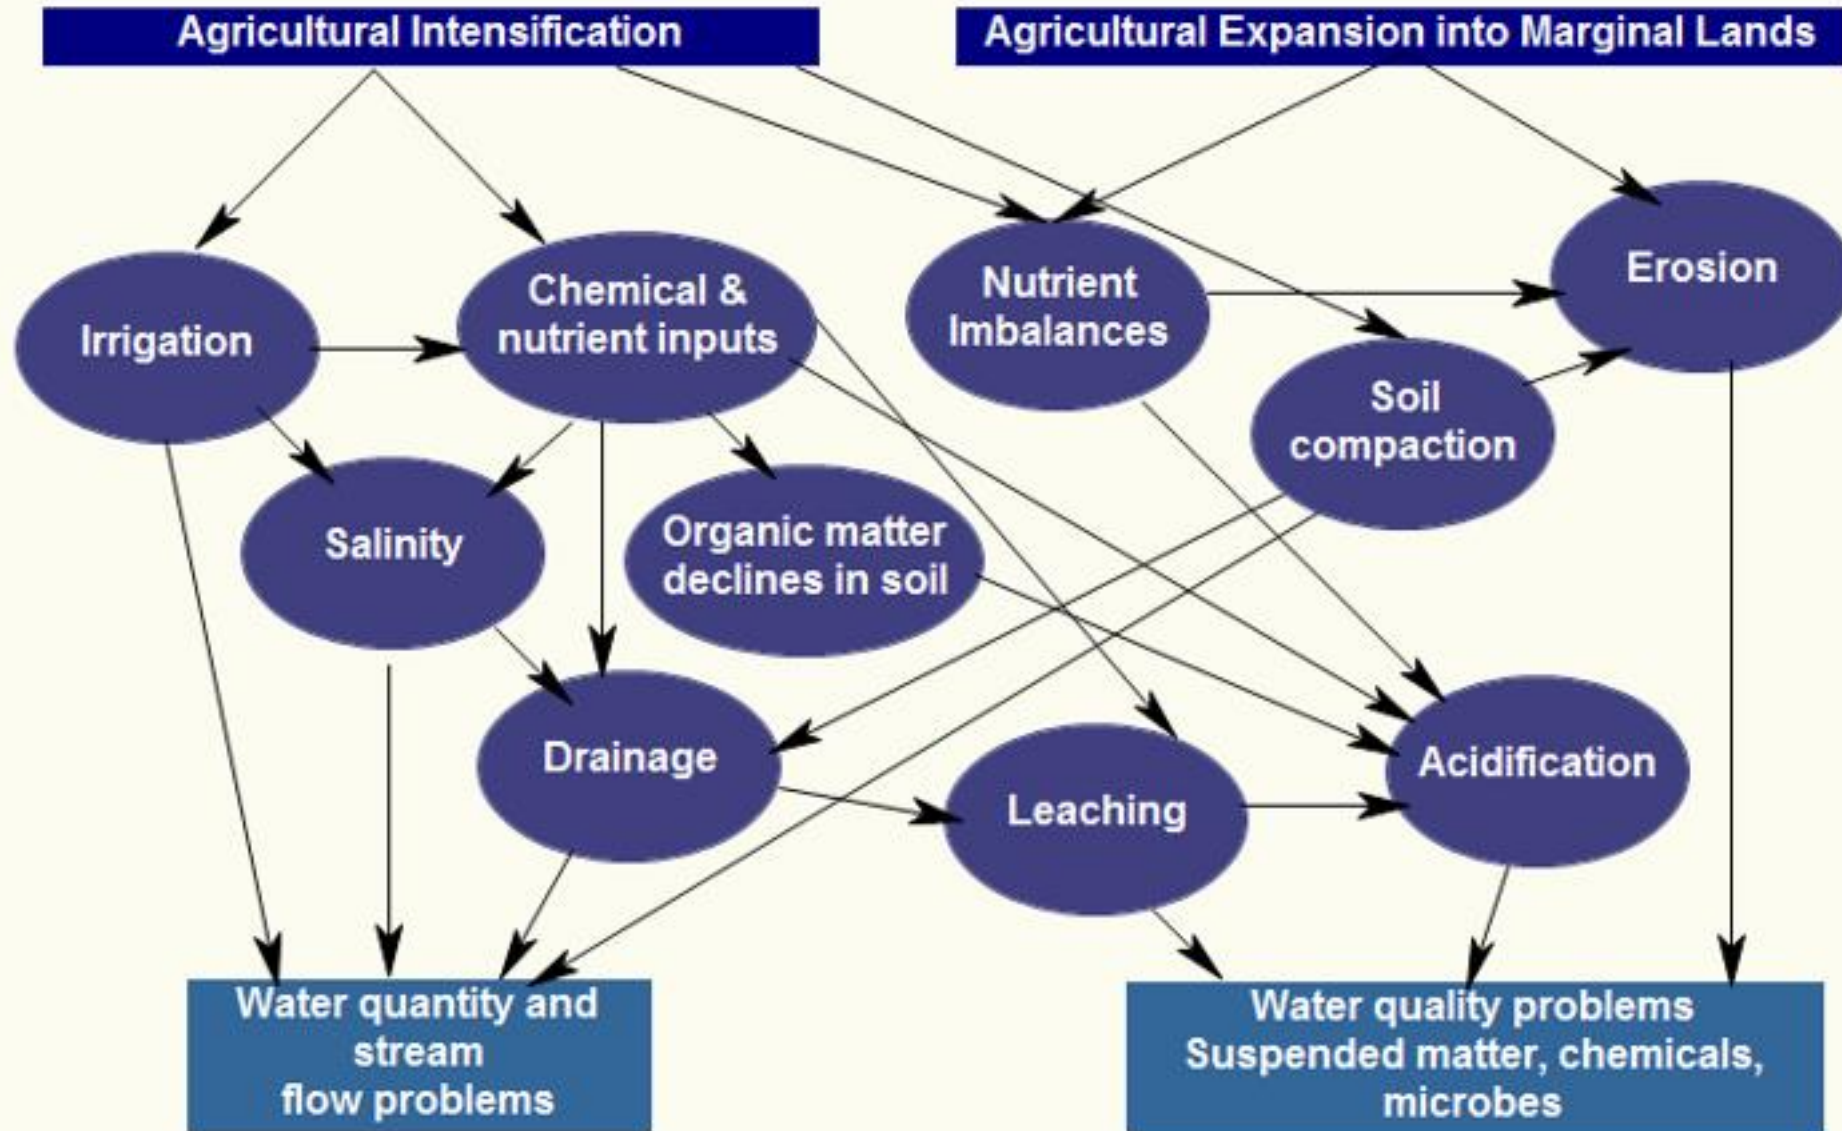 Agricultural Intensification
Agricultural Expansion into Marginal Lands
Irrigation
Chemical &
nutrient inputs
Nutrient
Imbalances
Erosion
Soil
compaction
Salinity
Organic matter
declines in soil
Drainage
Leaching
Acidification
Water quantity and
stream
flow problems
Water quality problems
Suspended matter, chemicals,
microbes